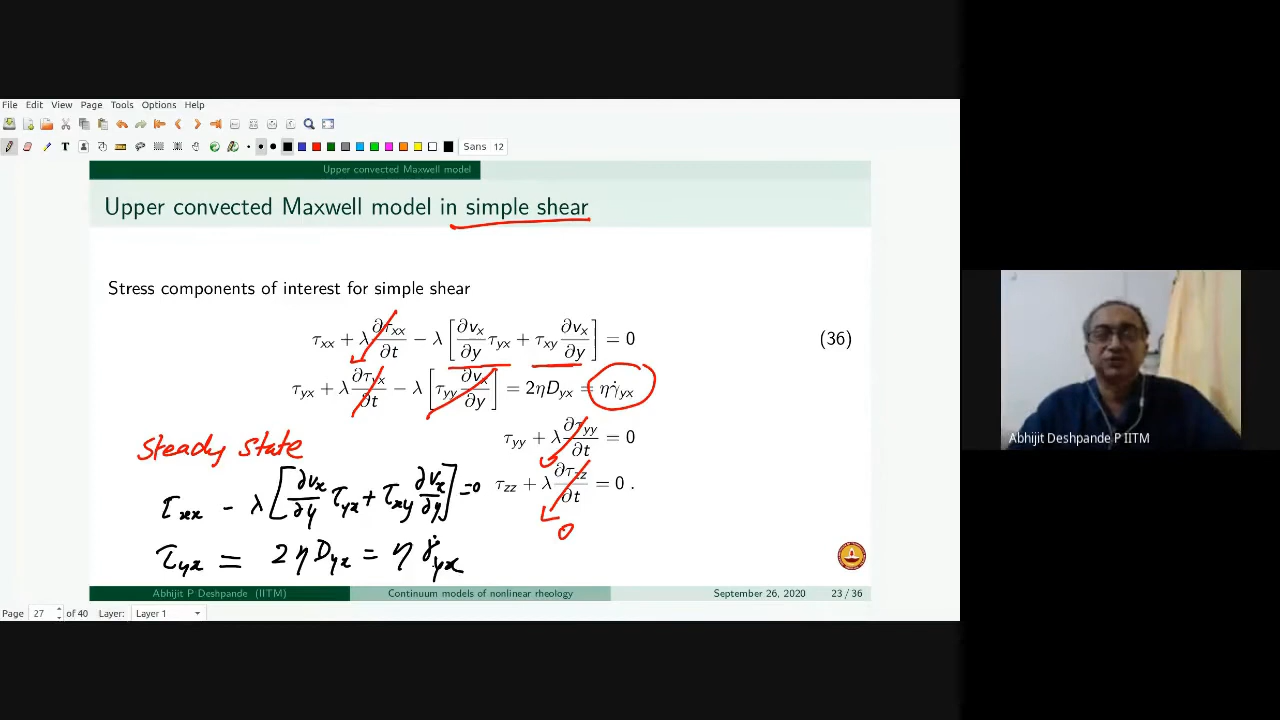 File Edit View Page Tools Options Help
Sans 12
Upper convected Maxwell model
Upper convected Maxwell model in simple shear
Stress components of interest for simple shear
τxx + λ ∂τxx/∂t − λ [∂vx/∂y τyx + τxy ∂vx/∂y] = 0 (36)
τyx + λ ∂τyx/∂t − λ [τyy ∂vx/∂y] = 2ηDyx = ηγ̇yx
τyy + λ ∂τyy/∂t = 0
τzz + λ ∂τzz/∂t = 0 .
0
Steady state
τxx − λ [∂vx/∂y τyx + τxy ∂vx/∂y] = 0
τyx = 2ηDyx = ηγ̇yx
Abhijit P Deshpande (IITM) Continuum models of nonlinear rheology September 26, 2020 23 / 36
Page 27 of 40 Layer: Layer 1
Abhijit Deshpande P IITM